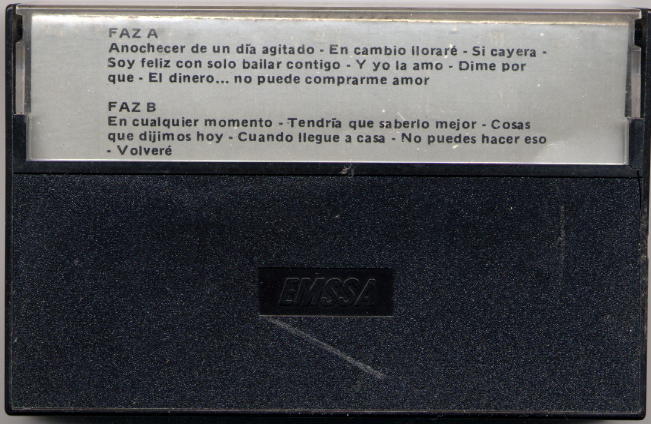 FAZ A
Anochecer de un día agitado - En cambio lloraré - Si cayera -
Soy feliz con solo bailar contigo - Y yo la amo - Dime por
que - El dinero... no puede comprarme amor
FAZ B
En cualquier momento - Tendría que saberlo mejor - Cosas
que dijimos hoy - Cuando llegue a casa - No puedes hacer eso
- Volveré
EMSSA